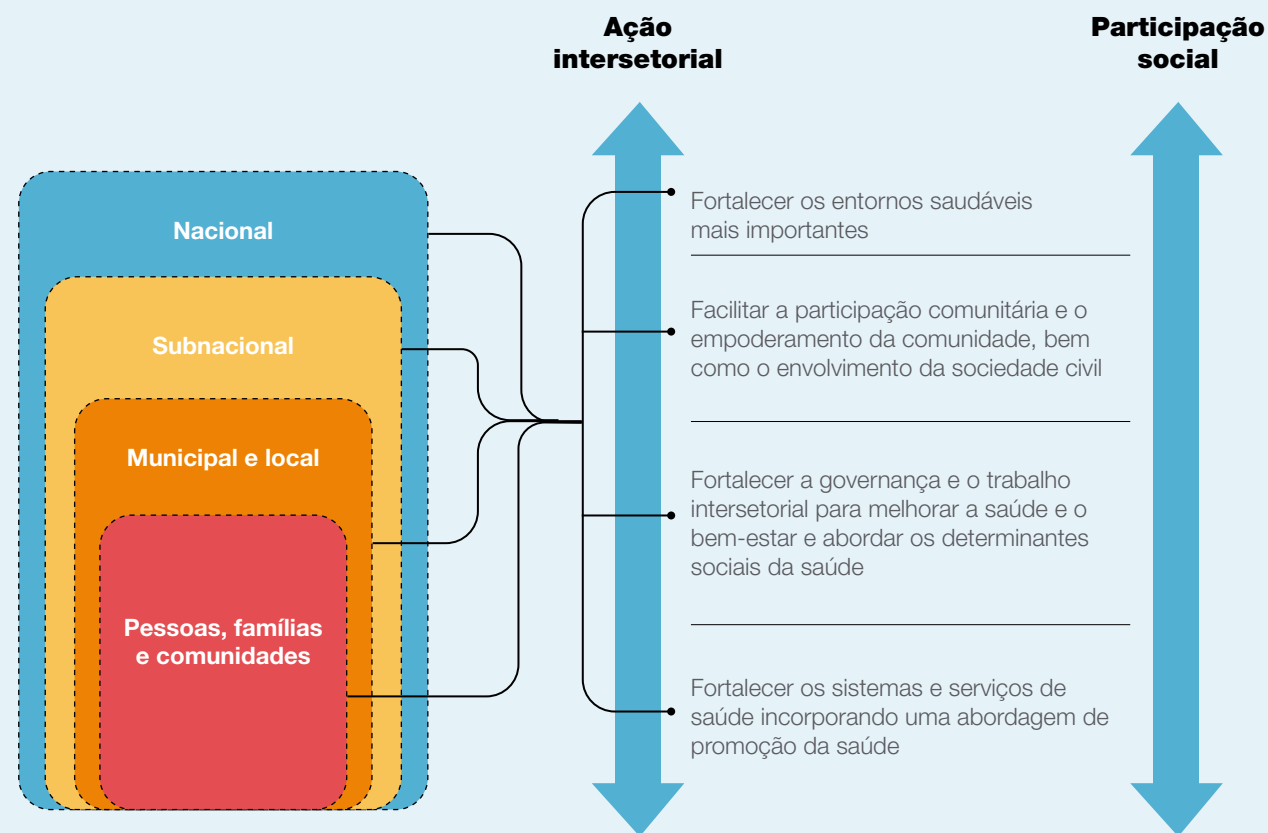 Ação
intersetorial
Participação
social
Nacional
Subnacional
Municipal e local
Pessoas, famílias
e comunidades
Fortalecer os entornos saudáveis
mais importantes
Facilitar a participação comunitária e o
empoderamento da comunidade, bem
como o envolvimento da sociedade civil
Fortalecer a governança e o trabalho
intersetorial para melhorar a saúde e o
bem-estar e abordar os determinantes
sociais da saúde
Fortalecer os sistemas e serviços de
saúde incorporando uma abordagem de
promoção da saúde